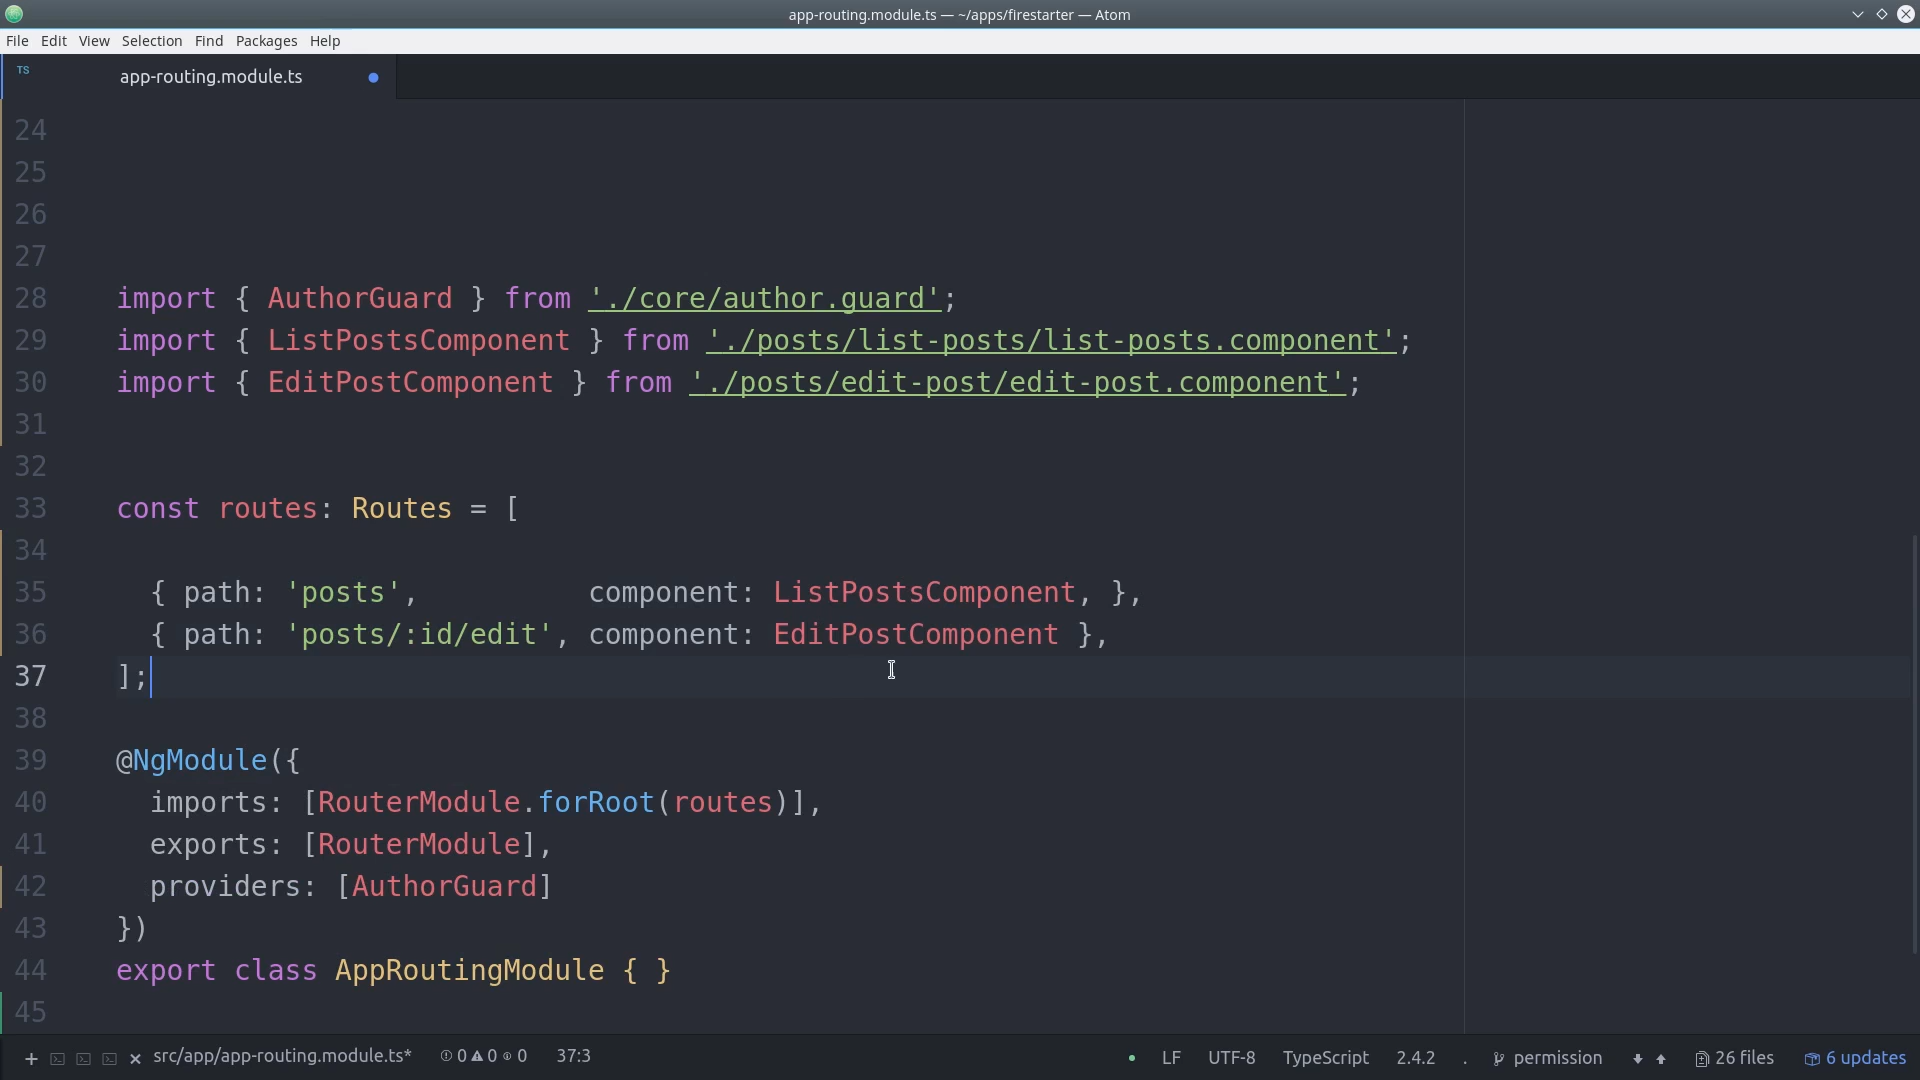 app-routing.module.ts — ~/apps/firestarter — Atom
File Edit View Selection Find Packages Help
TS app-routing.module.ts
24
25
26
27
28 import { AuthorGuard } from './core/author.guard';
29 import { ListPostsComponent } from './posts/list-posts/list-posts.component';
30 import { EditPostComponent } from './posts/edit-post/edit-post.component';
31
32
33 const routes: Routes = [
34
35   { path: 'posts',          component: ListPostsComponent, },
36   { path: 'posts/:id/edit', component: EditPostComponent },
37 ];
38
39 @NgModule({
40   imports: [RouterModule.forRoot(routes)],
41   exports: [RouterModule],
42   providers: [AuthorGuard]
43 })
44 export class AppRoutingModule { }
45
src/app/app-routing.module.ts* 0 0 0 37:3 LF UTF-8 TypeScript 2.4.2 . permission 26 files 6 updates